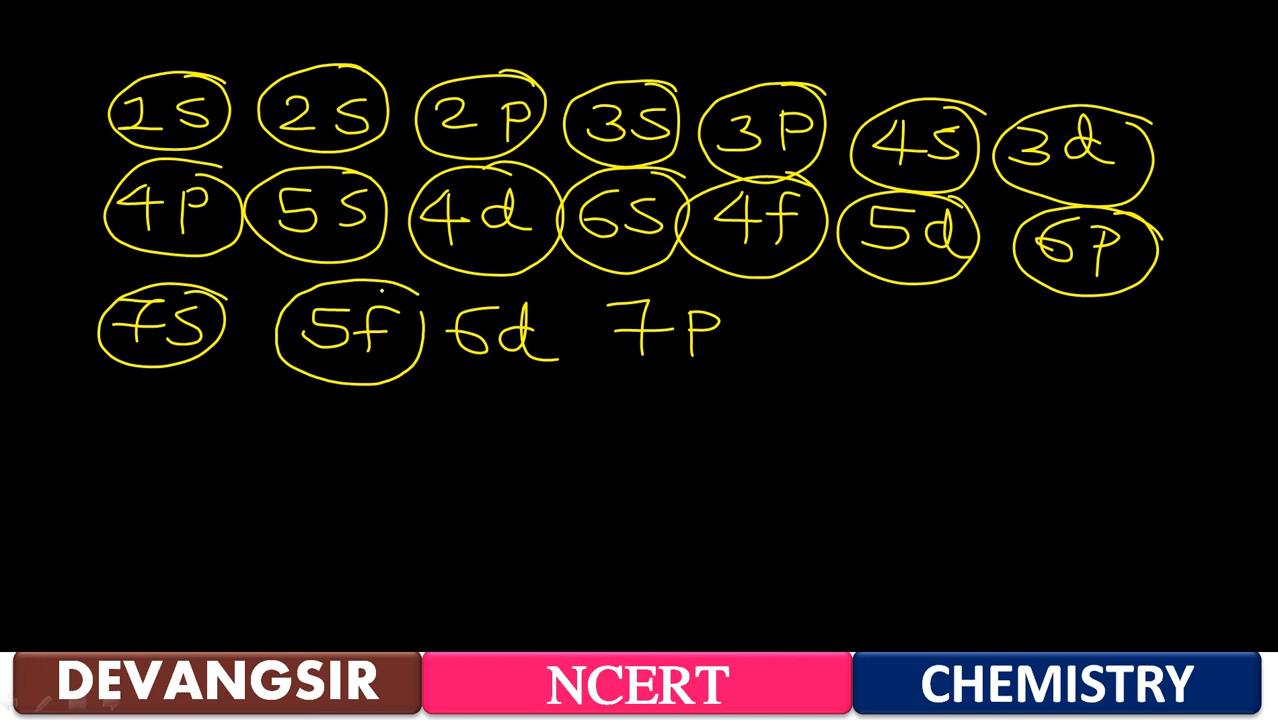 1s 2s 2p 3s 3p 4s 3d
4p 5s 4d 6s 4f 5d 6p
7s 5f 6d 7p
DEVANGSIR NCERT CHEMISTRY